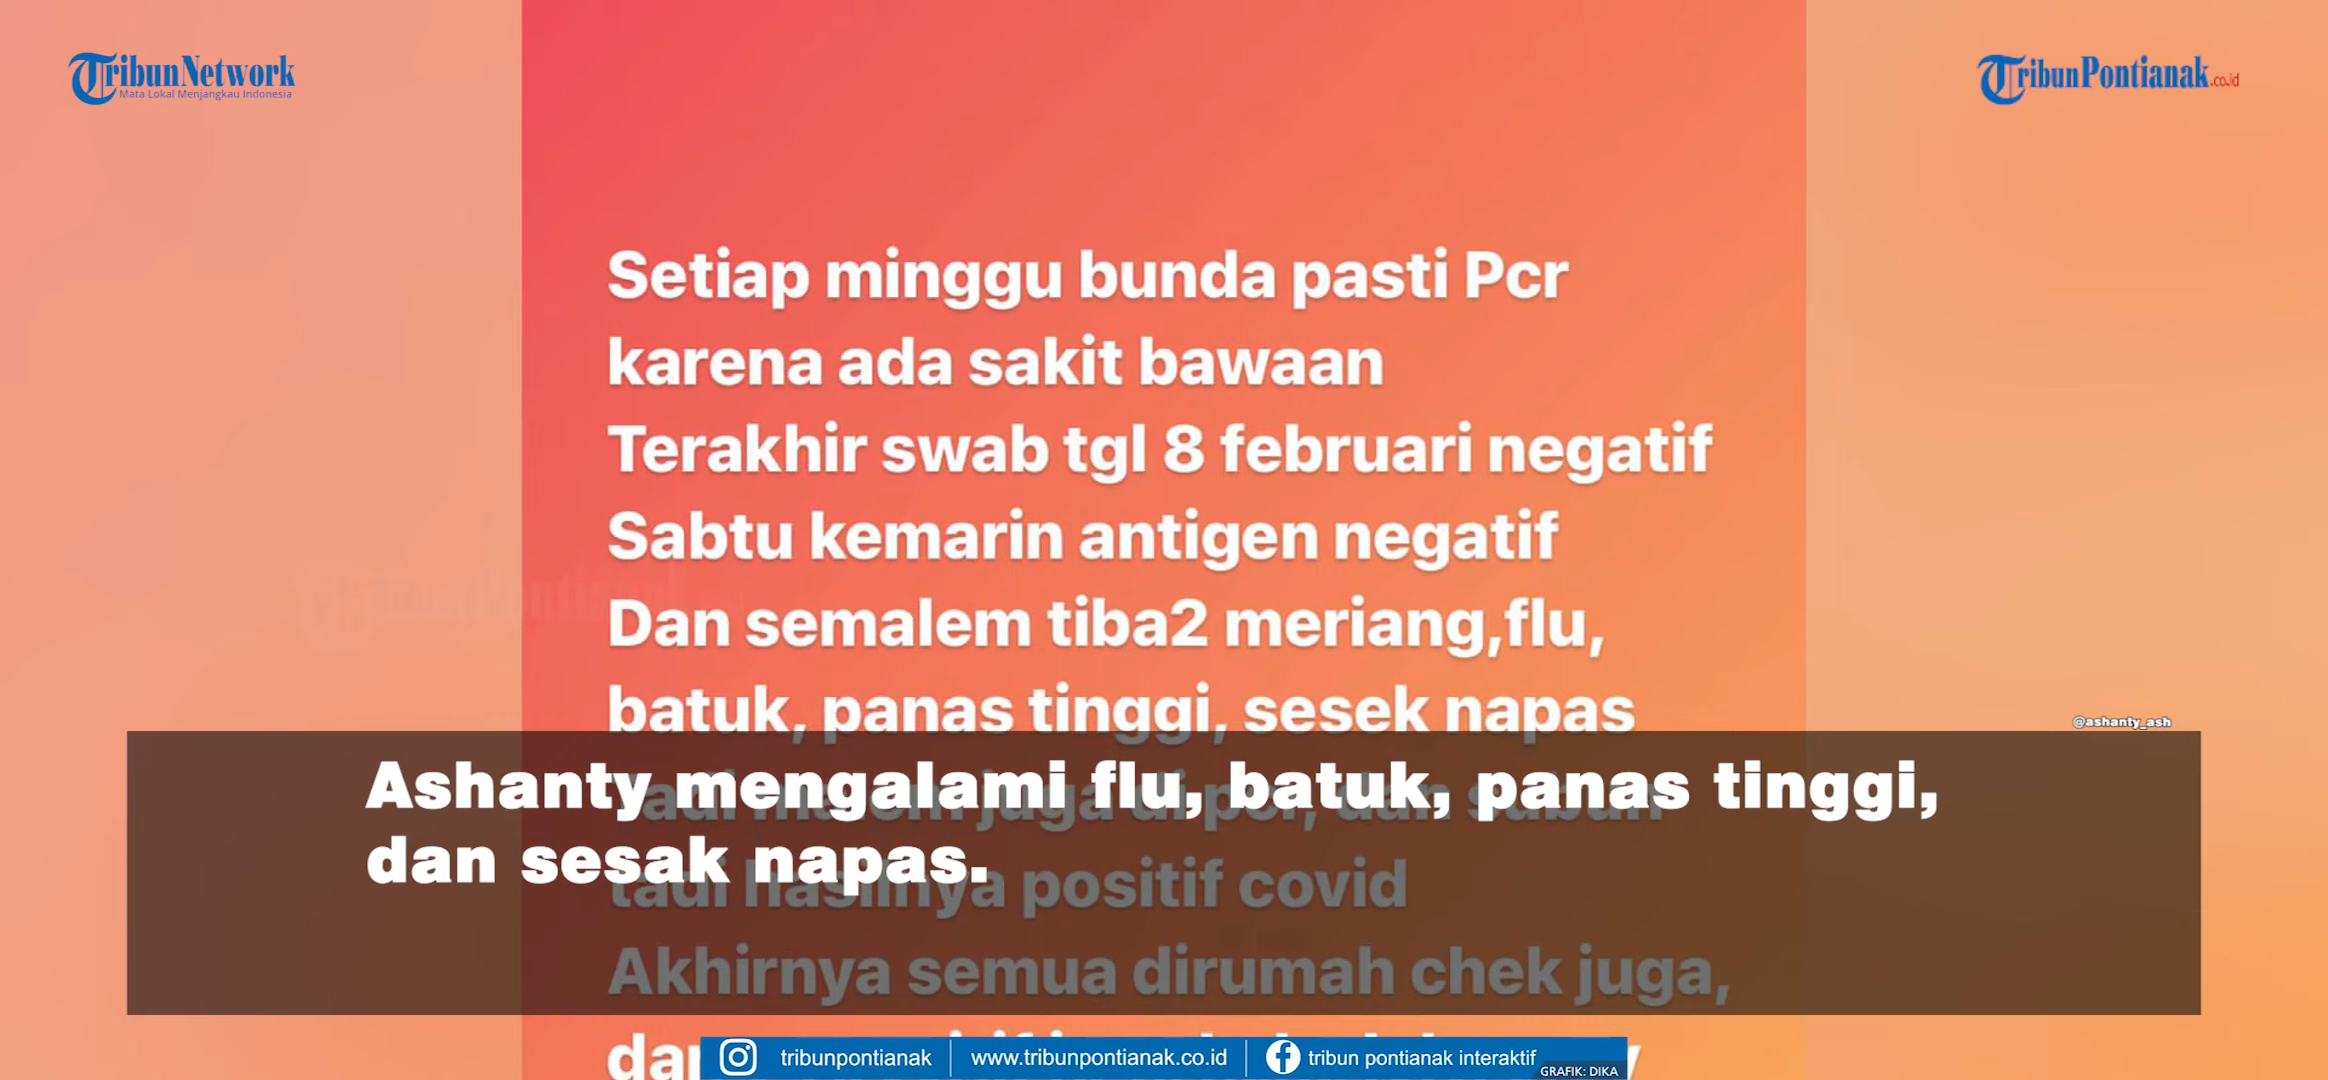 TribunNetwork
Mata Lokal Menjangkau Indonesia
TribunPontianak.co.id
Setiap minggu bunda pasti Pcr
karena ada sakit bawaan
Terakhir swab tgl 8 februari negatif
Sabtu kemarin antigen negatif
Dan semalem tiba2 meriang,flu,
batuk, panas tinggi, sesek napas
@ashanty_ash
Ashanty mengalami flu, batuk, panas tinggi,
dan sesak napas.
tadi hasilnya positif covid
Akhirnya semua dirumah chek juga,
tribunpontianak
www.tribunpontianak.co.id
tribun pontianak interaktif
GRAFIK: DIKA